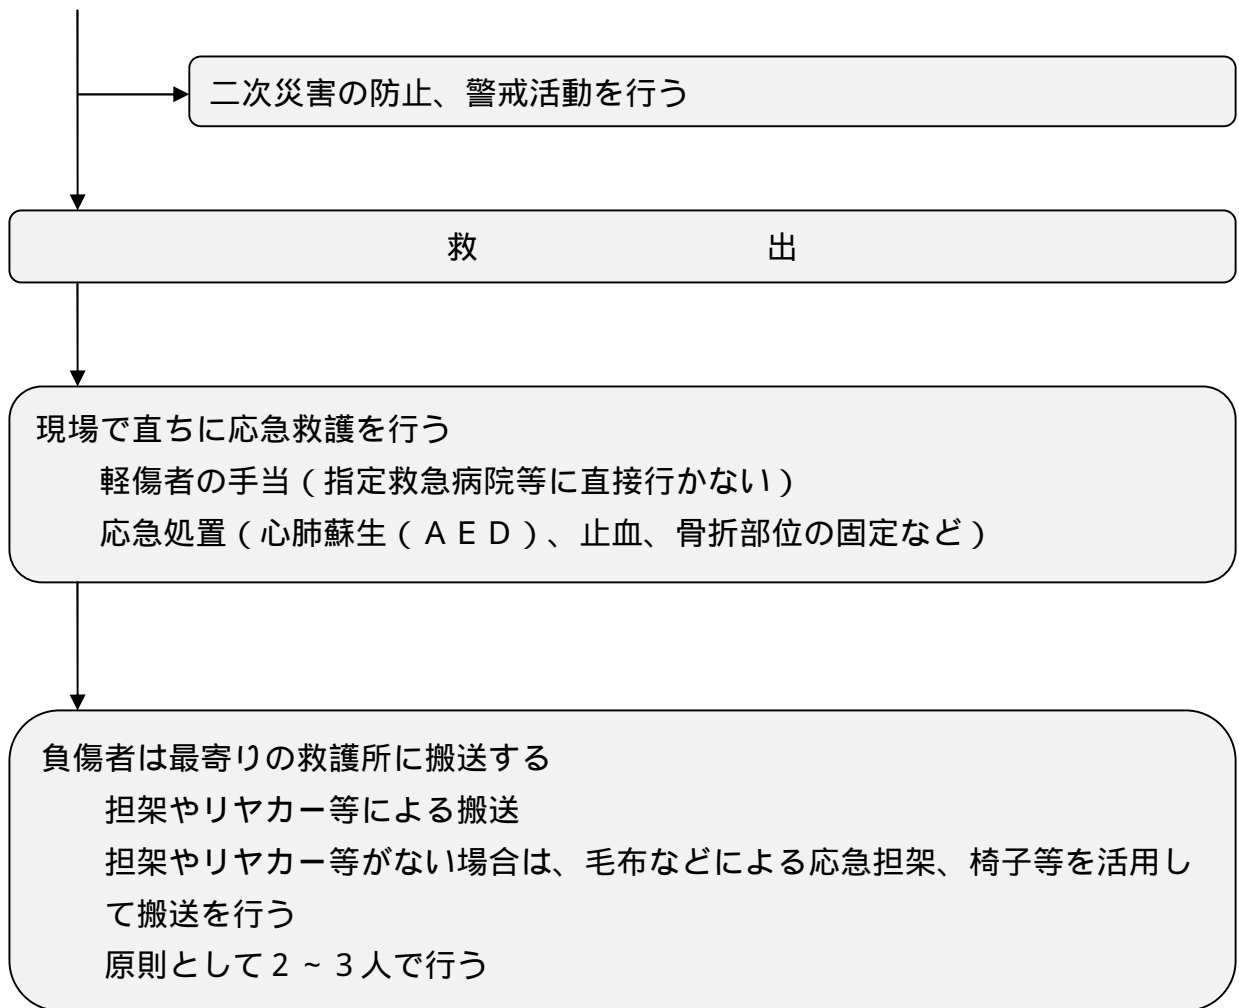 二次災害の防止、警戒活動を行う
救　　　　　　　　　出
現場で直ちに応急救護を行う
軽傷者の手当（指定救急病院等に直接行かない）
応急処置（心肺蘇生（ＡＥＤ）、止血、骨折部位の固定など）
負傷者は最寄りの救護所に搬送する
担架やリヤカー等による搬送
担架やリヤカー等がない場合は、毛布などによる応急担架、椅子等を活用し
て搬送を行う
原則として２～３人で行う